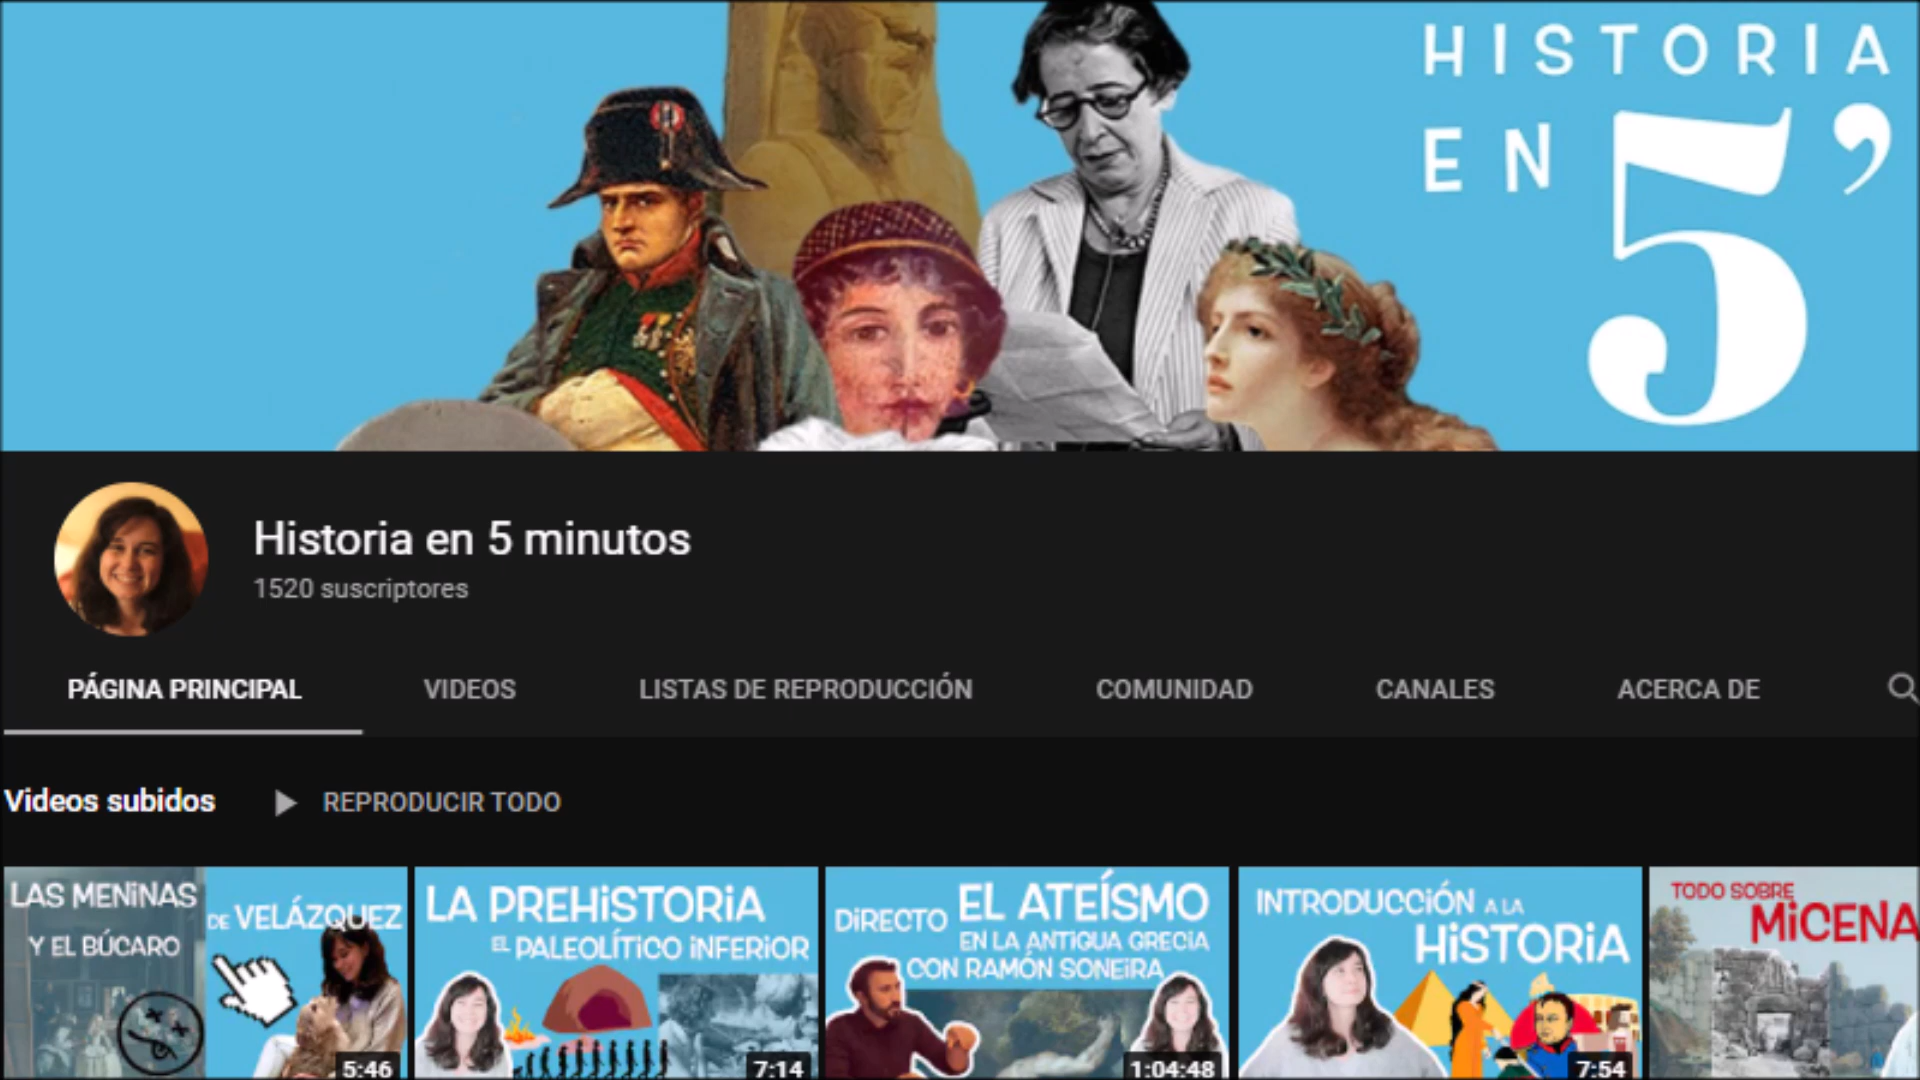 HISTORIA
EN 5’
Historia en 5 minutos
1520 suscriptores
PÁGINA PRINCIPAL
VIDEOS
LISTAS DE REPRODUCCIÓN
COMUNIDAD
CANALES
ACERCA DE
Videos subidos
REPRODUCIR TODO
LAS MENiNAS
DE VELÁZQUEZ
Y EL BÚCARO
5:46
LA PREHiSTORiA
EL PALEOLÍTiCO iNFERiOR
7:14
DiRECTO EL ATEÍSMO
EN LA ANTiGUA GRECiA
CON RAMÓN SONEiRA
1:04:48
iNTRODUCCiÓN A LA
HiSTORiA
7:54
TODO SOBRE
MiCENA